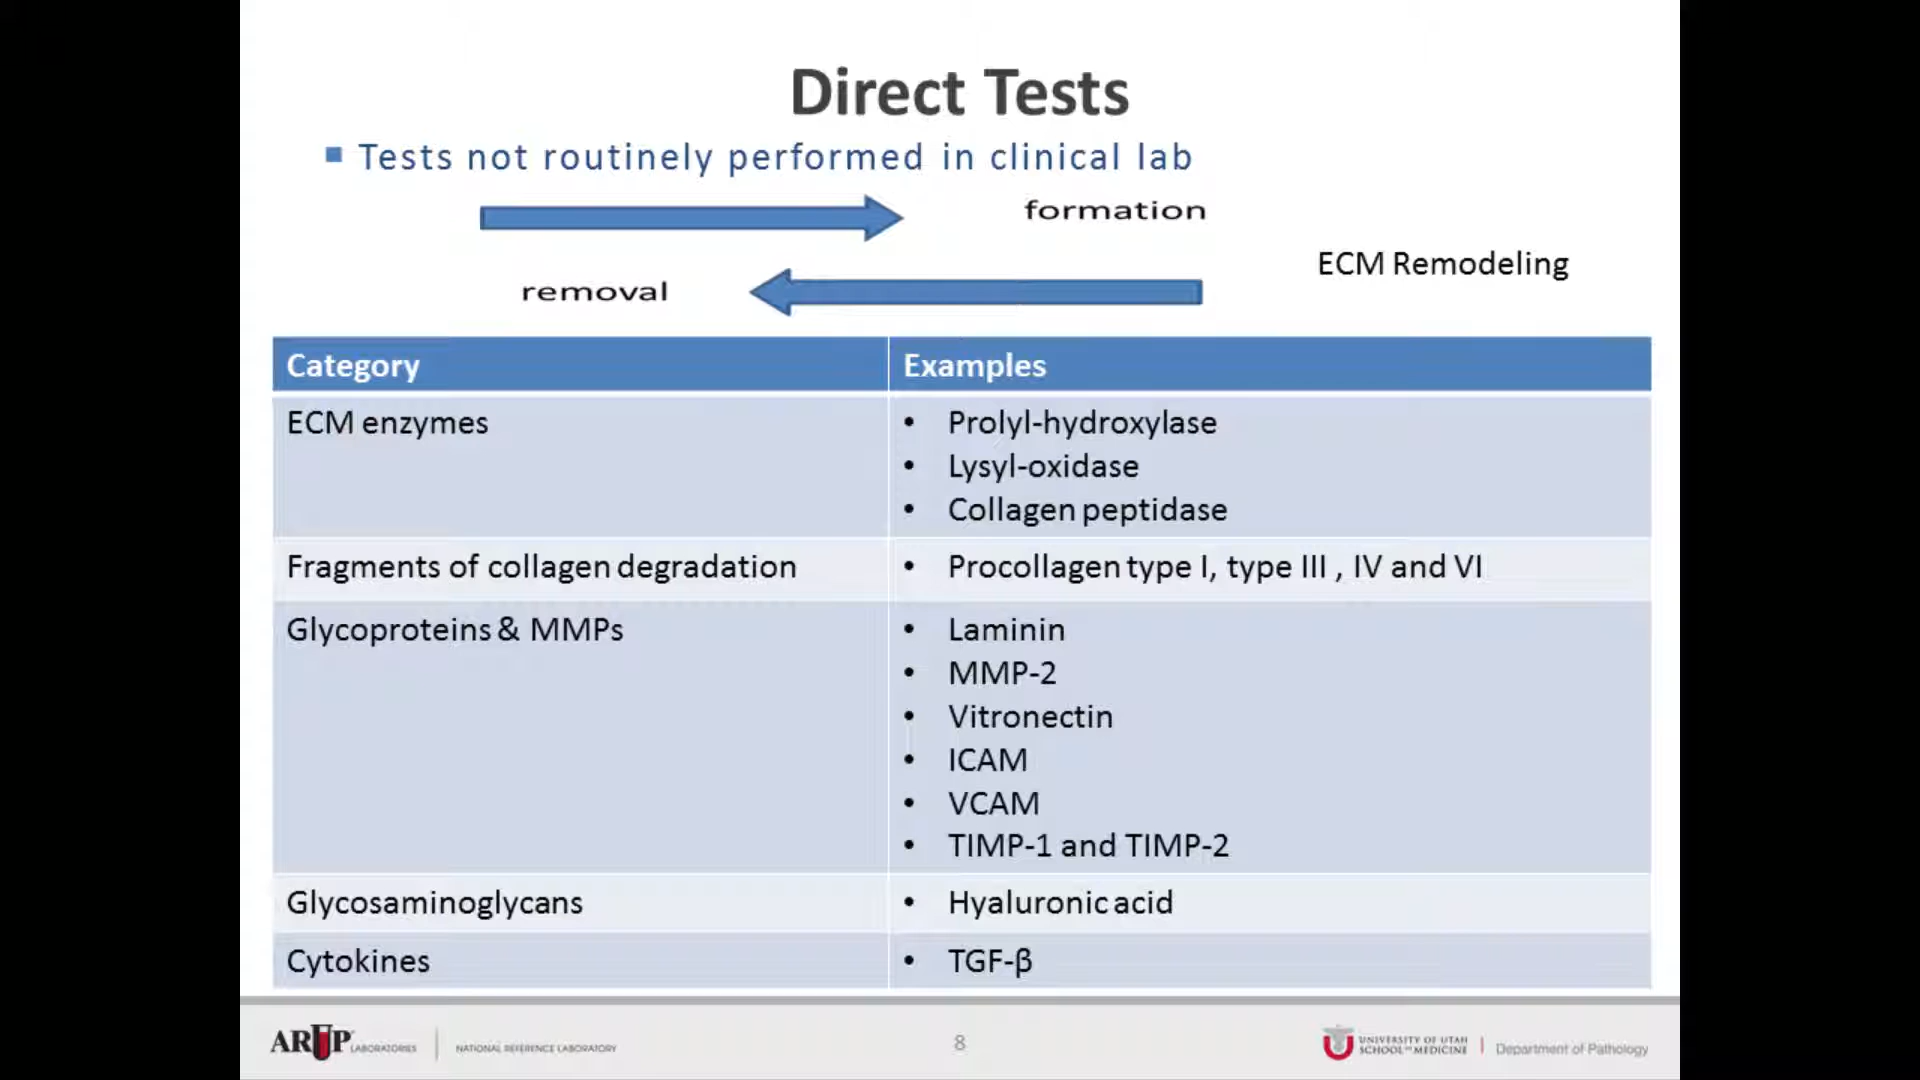 Direct Tests
▪ Tests not routinely performed in clinical lab
formation
ECM Remodeling
removal
Category Examples
ECM enzymes • Prolyl-hydroxylase
• Lysyl-oxidase
• Collagen peptidase
Fragments of collagen degradation • Procollagen type I, type III , IV and VI
Glycoproteins & MMPs • Laminin
• MMP-2
• Vitronectin
• ICAM
• VCAM
• TIMP-1 and TIMP-2
Glycosaminoglycans • Hyaluronic acid
Cytokines • TGF-β
ARUP LABORATORIES NATIONAL REFERENCE LABORATORY 8 UNIVERSITY OF UTAH
SCHOOL OF MEDICINE Department of Pathology